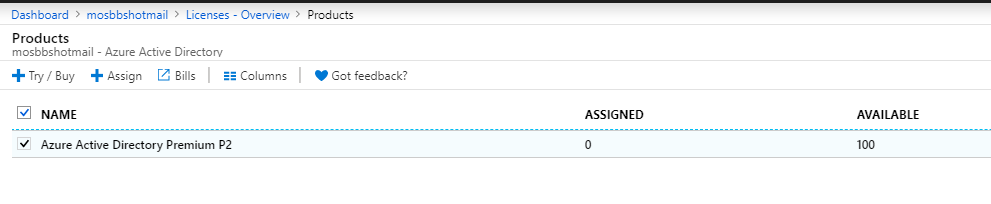 Dashboard > mosbbshotmail > Licenses - Overview > Products
Products
mosbbshotmail - Azure Active Directory
Try / Buy Assign Bills Columns Got feedback?
NAME ASSIGNED AVAILABLE
Azure Active Directory Premium P2 0 100